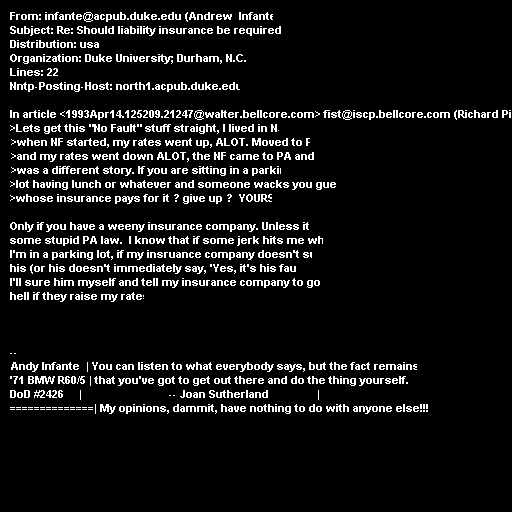 From: infante@acpub.duke.edu (Andrew Infante
Subject: Re: Should liability insurance be required
Distribution: usa
Organization: Duke University; Durham, N.C.
Lines: 22
Nntp-Posting-Host: north1.acpub.duke.edu

In article <1993Apr14.125209.21247@walter.bellcore.com> fist@iscp.bellcore.com (Richard Pi
>Lets get this "No Fault" stuff straight, I lived in N
>when NF started, my rates went up, ALOT. Moved to
>and my rates went down ALOT, the NF came to PA and
>was a different story. If you are sitting in a
>lot having lunch or whatever and someone wacks you gue
>whose insurance pays for it ? give up ? YOURS

Only if you have a weeny insurance company. Unless it
some stupid PA law. I know that if some jerk hits me
I'm in a parking lot, if my insruance company doesn't
his (or his doesn't immediately say, 'Yes, it's his fau
I'll sure him myself and tell my insurance company to go
hell if they raise my rate

--
Andy Infante | You can listen to what everybody says, but the fact remains
'71 BMW R60/5 | that you've got to get out there and do the thing yourself.
DoD #2426 | -- Joan Sutherland |
==============| My opinions, dammit, have nothing to do with anyone else!!!